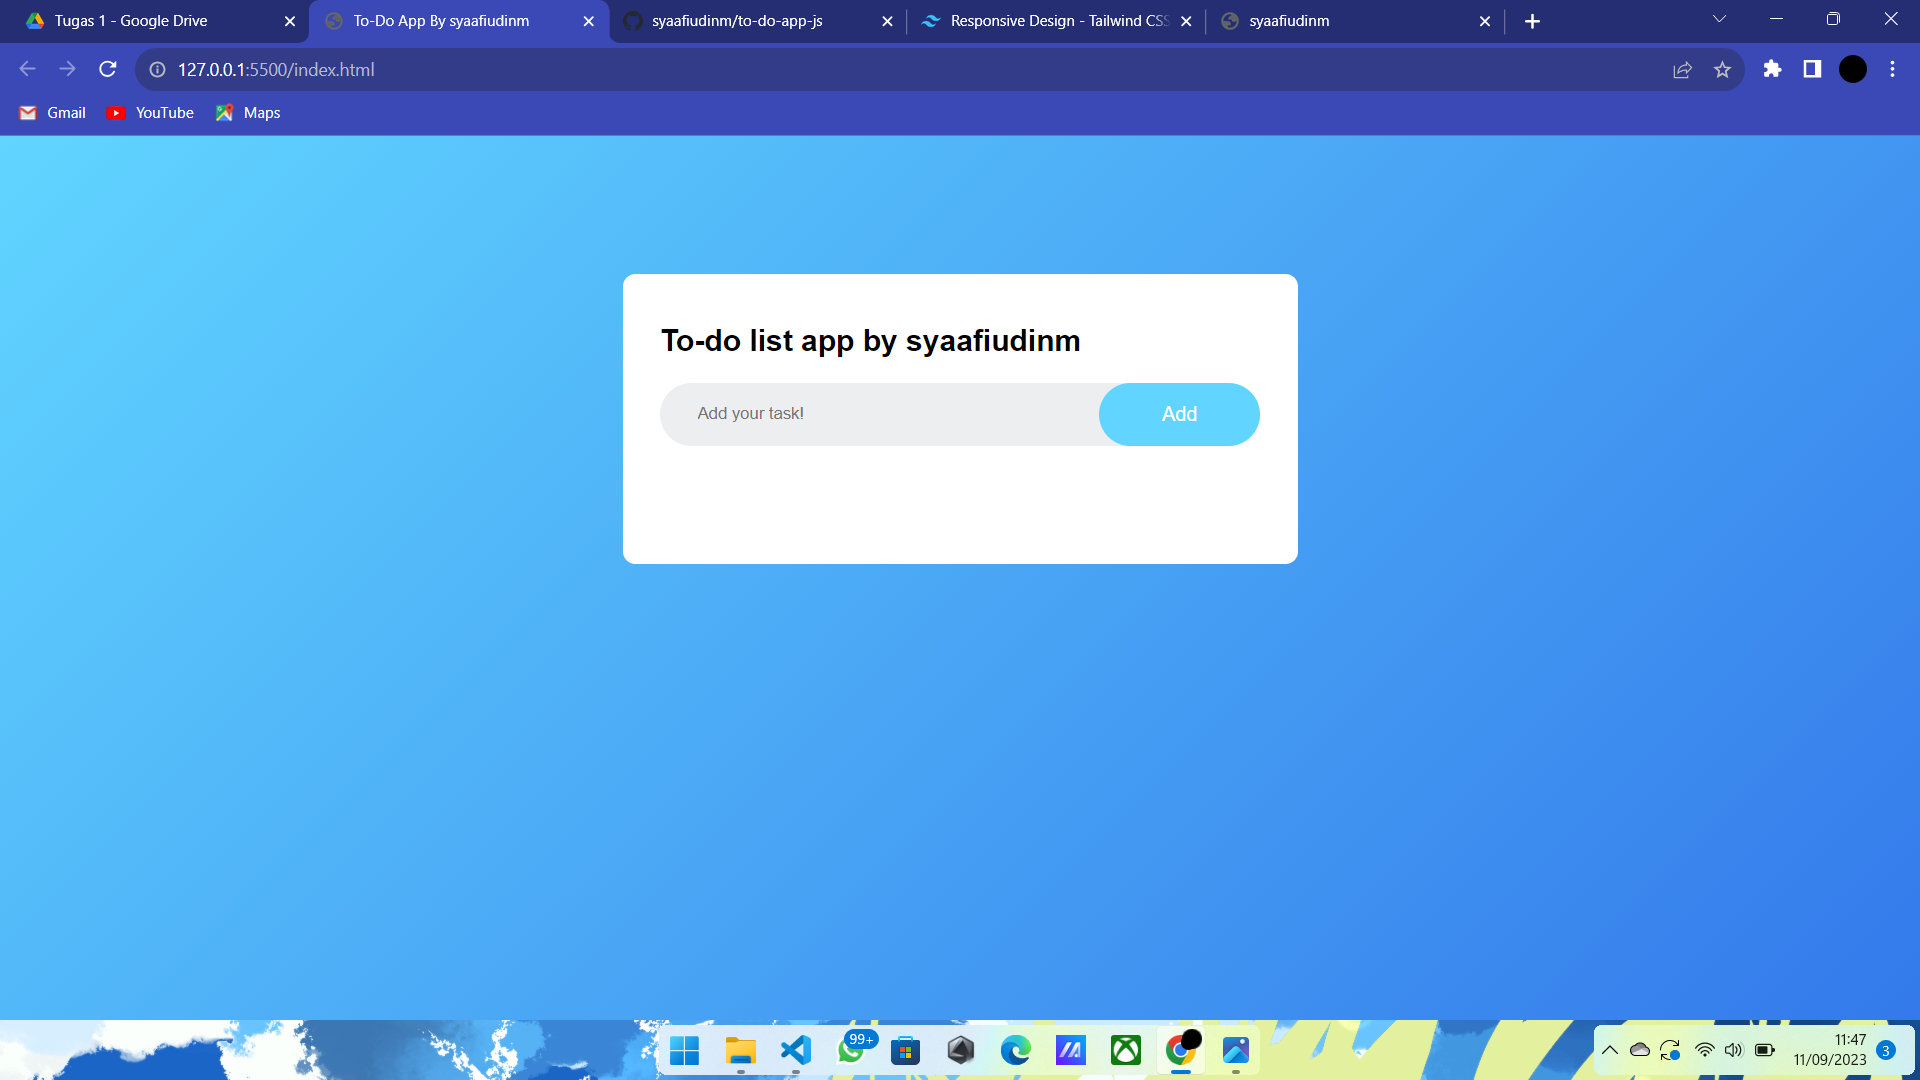 Tugas 1 - Google Drive
To-Do App By syaafiudinm
syaafiudinm/to-do-app-js
Responsive Design - Tailwind CSS
syaafiudinm
127.0.0.1:5500/index.html
Gmail
YouTube
Maps
To-do list app by syaafiudinm
Add your task!
Add
99+
11:47
11/09/2023
3